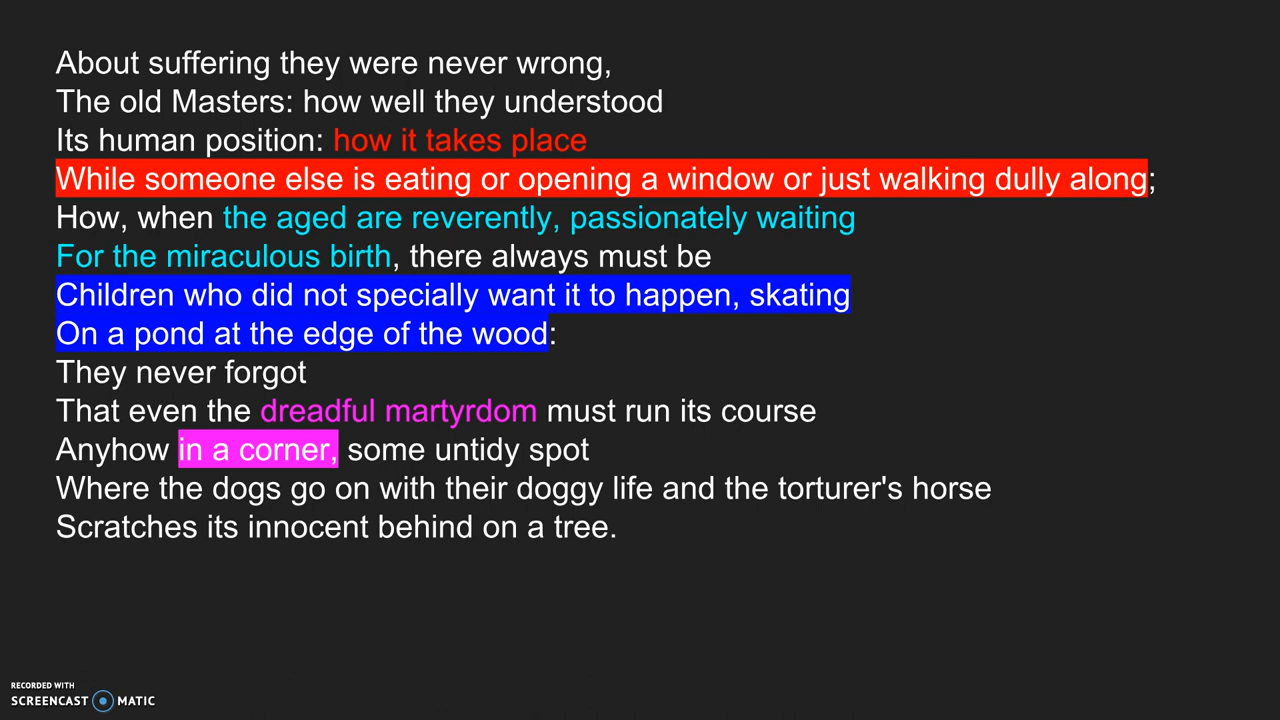 About suffering they were never wrong,
The old Masters: how well they understood
Its human position: how it takes place
While someone else is eating or opening a window or just walking dully along;
How, when the aged are reverently, passionately waiting
For the miraculous birth, there always must be
Children who did not specially want it to happen, skating
On a pond at the edge of the wood:
They never forgot
That even the dreadful martyrdom must run its course
Anyhow in a corner, some untidy spot
Where the dogs go on with their doggy life and the torturer's horse
Scratches its innocent behind on a tree.
RECORDED WITH
SCREENCAST MATIC